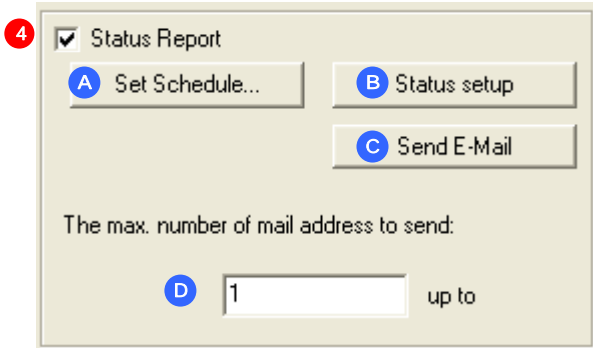 4 Status Report
A Set Schedule... B Status setup
C Send E-Mail
The max. number of mail address to send:
D 1 up to